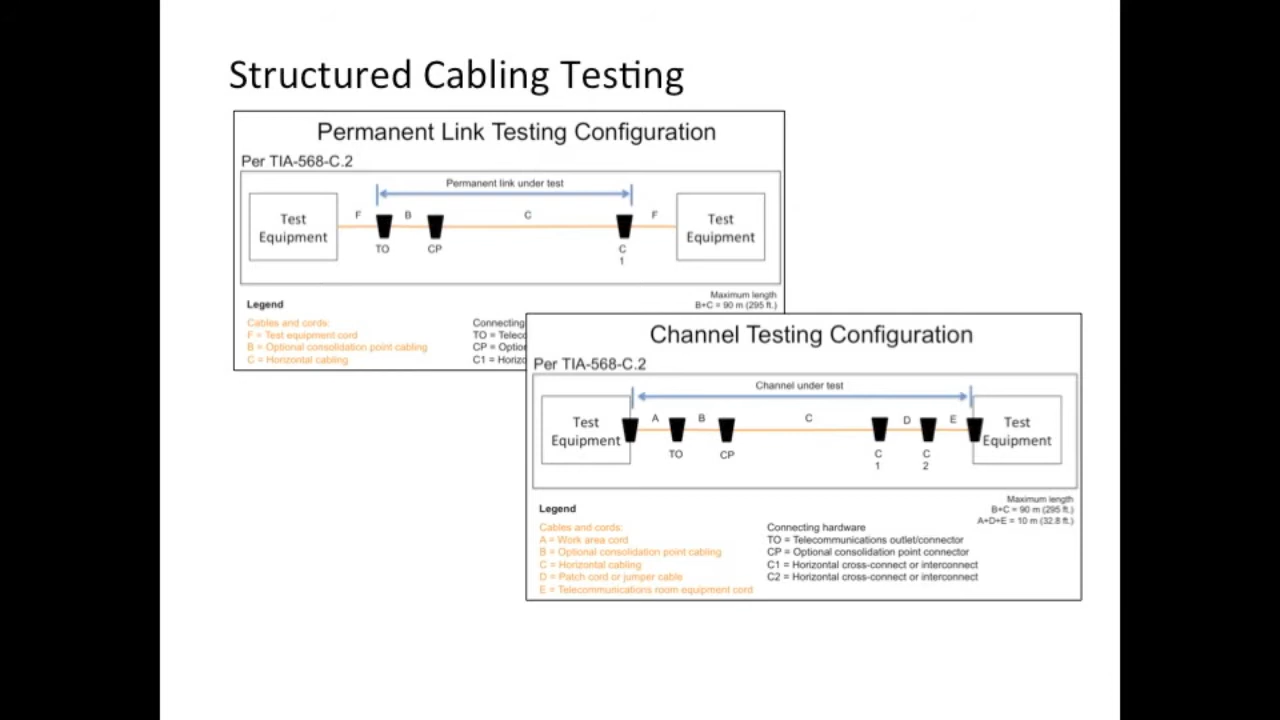 Structured Cabling Testing
Permanent Link Testing Configuration
Per TIA-568-C.2
Permanent link under test
Test
Equipment
F
B
C
F
Test
Equipment
TO
CP
C
1
Maximum length
B+C = 90 m (295 ft.)
Legend
Cables and cords:
F = Test equipment cord
B = Optional consolidation point cabling
C = Horizontal cabling
Connecting
TO = Teleco
CP = Optio
C1 = Horizo
Channel Testing Configuration
Per TIA-568-C.2
Channel under test
Test
Equipment
A
B
C
D
E
Test
Equipment
TO
CP
C
1
C
2
Maximum length
B+C = 90 m (295 ft.)
A+D+E = 10 m (32.8 ft.)
Legend
Cables and cords:
A = Work area cord
B = Optional consolidation point cabling
C = Horizontal cabling
D = Patch cord or jumper cable
E = Telecommunications room equipment cord
Connecting hardware
TO = Telecommunications outlet/connector
CP = Optional consolidation point connector
C1 = Horizontal cross-connect or interconnect
C2 = Horizontal cross-connect or interconnect